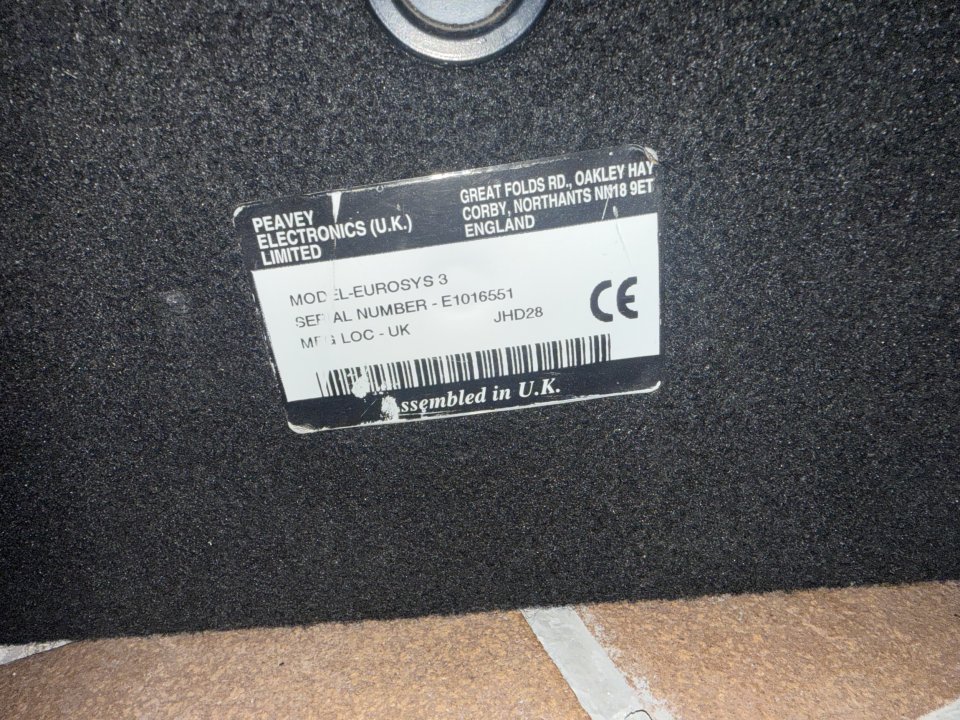 PEAVEY
ELECTRONICS (U.K.)
LIMITED
GREAT FOLDS RD., OAKLEY HAY
CORBY, NORTHANTS NN18 9ET
ENGLAND
MODEL-EUROSYS 3
SERIAL NUMBER - E1016551
MFG LOC - UK
JHD28
CE
Assembled in U.K.